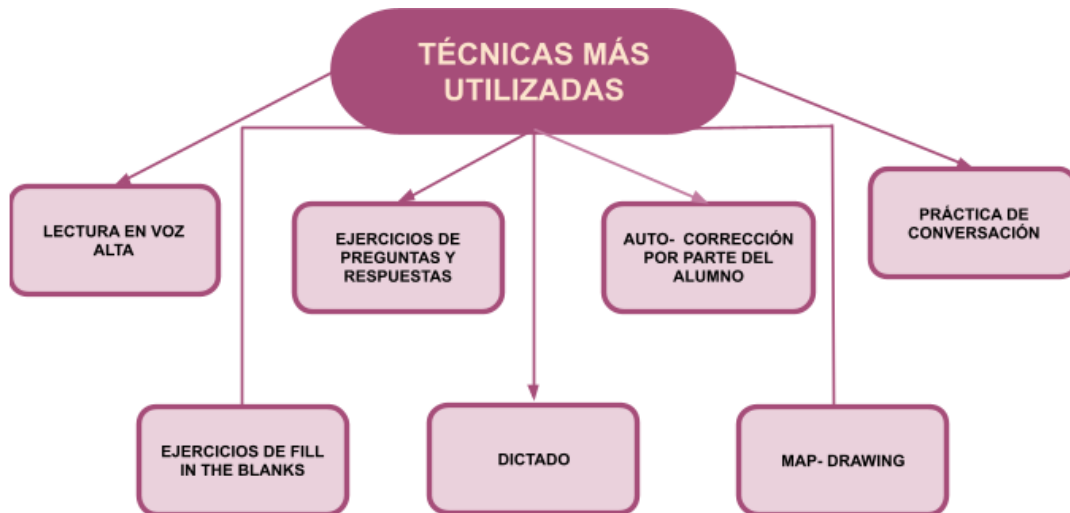 TÉCNICAS MÁS
UTILIZADAS
LECTURA EN VOZ
ALTA
EJERCICIOS DE
PREGUNTAS Y
RESPUESTAS
AUTO- CORRECCIÓN
POR PARTE DEL
ALUMNO
PRÁCTICA DE
CONVERSACIÓN
EJERCICIOS DE FILL
IN THE BLANKS
DICTADO
MAP- DRAWING